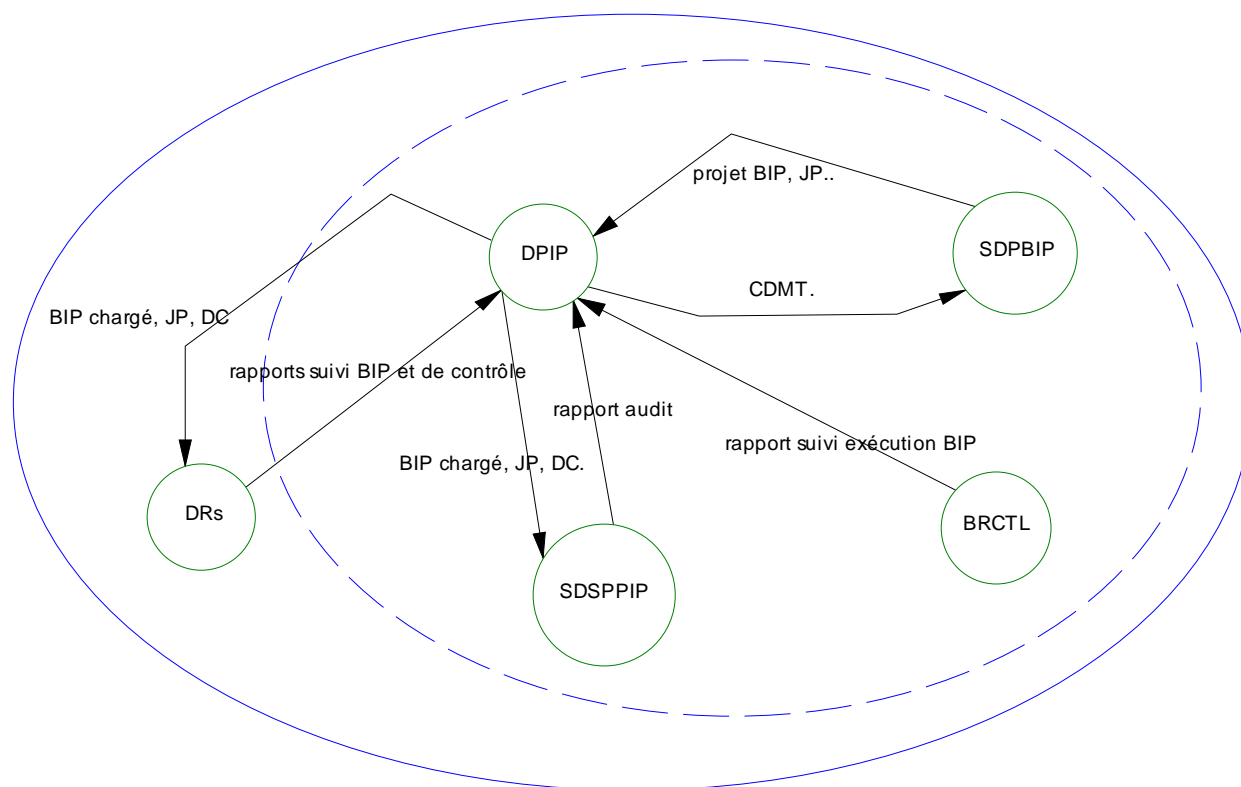 projet BIP, JP..
DPIP
SDPBIP
CDMT.
BIP chargé, JP, DC
rapports suivi BIP et de contrôle
rapport audit
rapport suivi exécution BIP
BIP chargé, JP, DC.
DRs
BRCTL
SDSPPIP